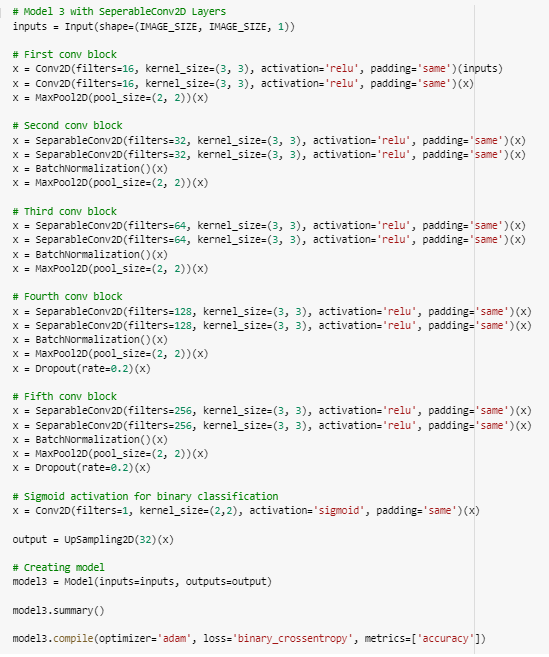 # Model 3 with SeperableConv2D Layers
inputs = Input(shape=(IMAGE_SIZE, IMAGE_SIZE, 1))
# First conv block
x = Conv2D(filters=16, kernel_size=(3, 3), activation='relu', padding='same')(inputs)
x = Conv2D(filters=16, kernel_size=(3, 3), activation='relu', padding='same')(x)
x = MaxPool2D(pool_size=(2, 2))(x)
# Second conv block
x = SeparableConv2D(filters=32, kernel_size=(3, 3), activation='relu', padding='same')(x)
x = SeparableConv2D(filters=32, kernel_size=(3, 3), activation='relu', padding='same')(x)
x = BatchNormalization()(x)
x = MaxPool2D(pool_size=(2, 2))(x)
# Third conv block
x = SeparableConv2D(filters=64, kernel_size=(3, 3), activation='relu', padding='same')(x)
x = SeparableConv2D(filters=64, kernel_size=(3, 3), activation='relu', padding='same')(x)
x = BatchNormalization()(x)
x = MaxPool2D(pool_size=(2, 2))(x)
# Fourth conv block
x = SeparableConv2D(filters=128, kernel_size=(3, 3), activation='relu', padding='same')(x)
x = SeparableConv2D(filters=128, kernel_size=(3, 3), activation='relu', padding='same')(x)
x = BatchNormalization()(x)
x = MaxPool2D(pool_size=(2, 2))(x)
x = Dropout(rate=0.2)(x)
# Fifth conv block
x = SeparableConv2D(filters=256, kernel_size=(3, 3), activation='relu', padding='same')(x)
x = SeparableConv2D(filters=256, kernel_size=(3, 3), activation='relu', padding='same')(x)
x = BatchNormalization()(x)
x = MaxPool2D(pool_size=(2, 2))(x)
x = Dropout(rate=0.2)(x)
# Sigmoid activation for binary classification
x = Conv2D(filters=1, kernel_size=(2,2), activation='sigmoid', padding='same')(x)
output = UpSampling2D(32)(x)
# Creating model
model3 = Model(inputs=inputs, outputs=output)
model3.summary()
model3.compile(optimizer='adam', loss='binary_crossentropy', metrics=['accuracy'])